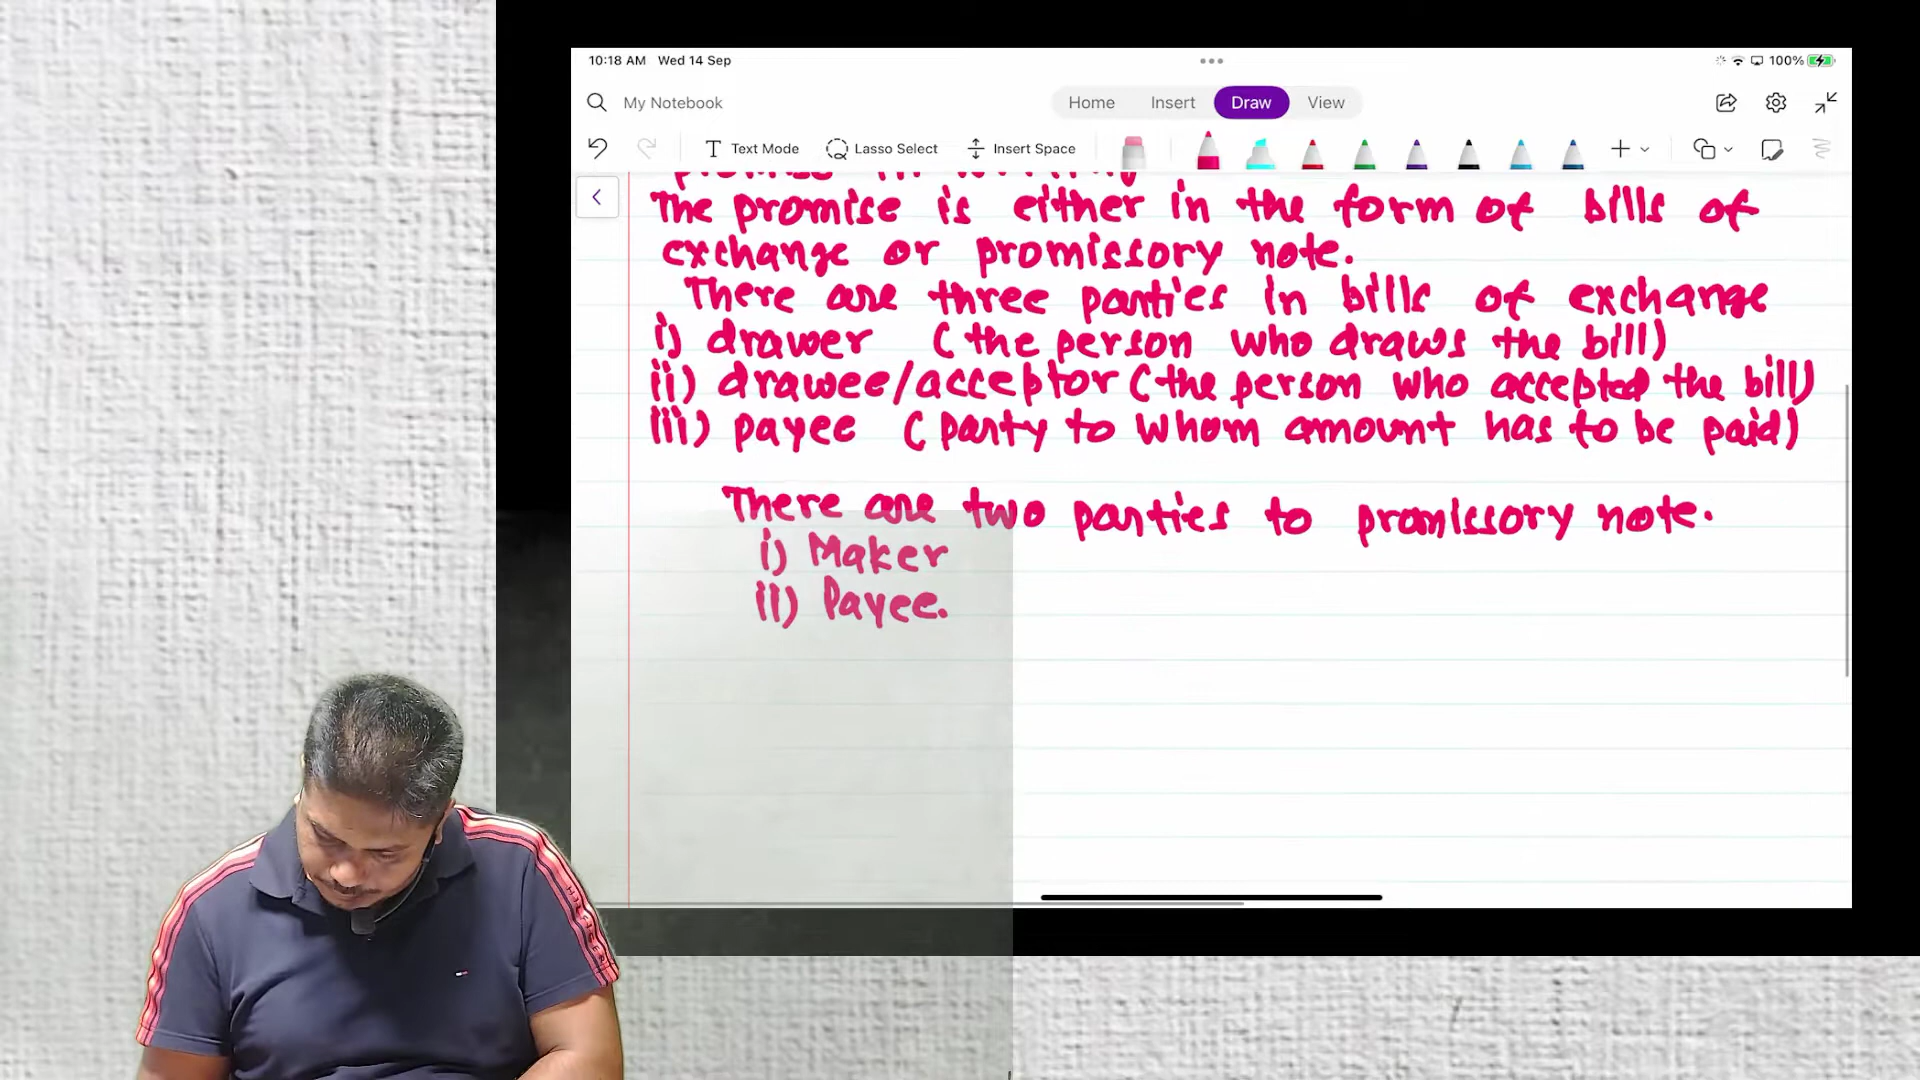 10:18 AM Wed 14 Sep
100%
My Notebook
Home Insert Draw View
Text Mode Lasso Select Insert Space
promise in
The promise is either in the form of bills of
exchange or promissory note.
There are three parties in bills of exchange
i) drawer (the person who draws the bill)
ii) drawee/acceptor (the person who accepted the bill)
iii) payee (party to whom amount has to be paid)
There are two parties to promissory note.
i) Maker
ii) Payee.